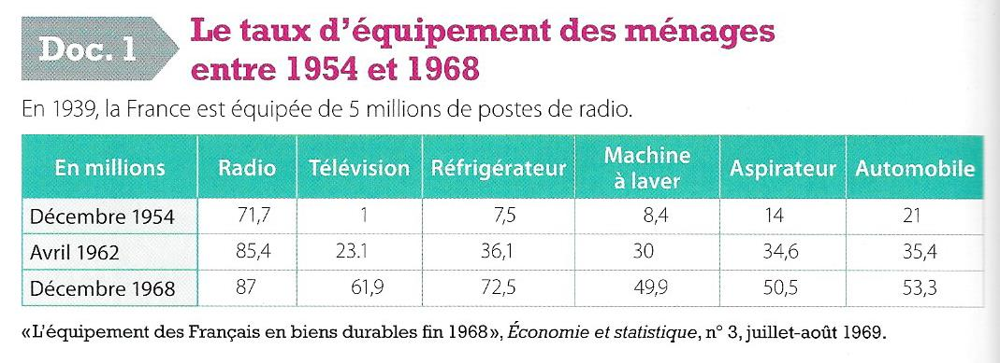 Doc. 1
Le taux d'équipement des ménages
entre 1954 et 1968
En 1939, la France est équipée de 5 millions de postes de radio.
En millions Radio Télévision Réfrigérateur Machine à laver Aspirateur Automobile
Décembre 1954 71,7 1 7,5 8,4 14 21
Avril 1962 85,4 23.1 36,1 30 34,6 35,4
Décembre 1968 87 61,9 72,5 49,9 50,5 53,3
«L'équipement des Français en biens durables fin 1968», Économie et statistique, n° 3, juillet-août 1969.